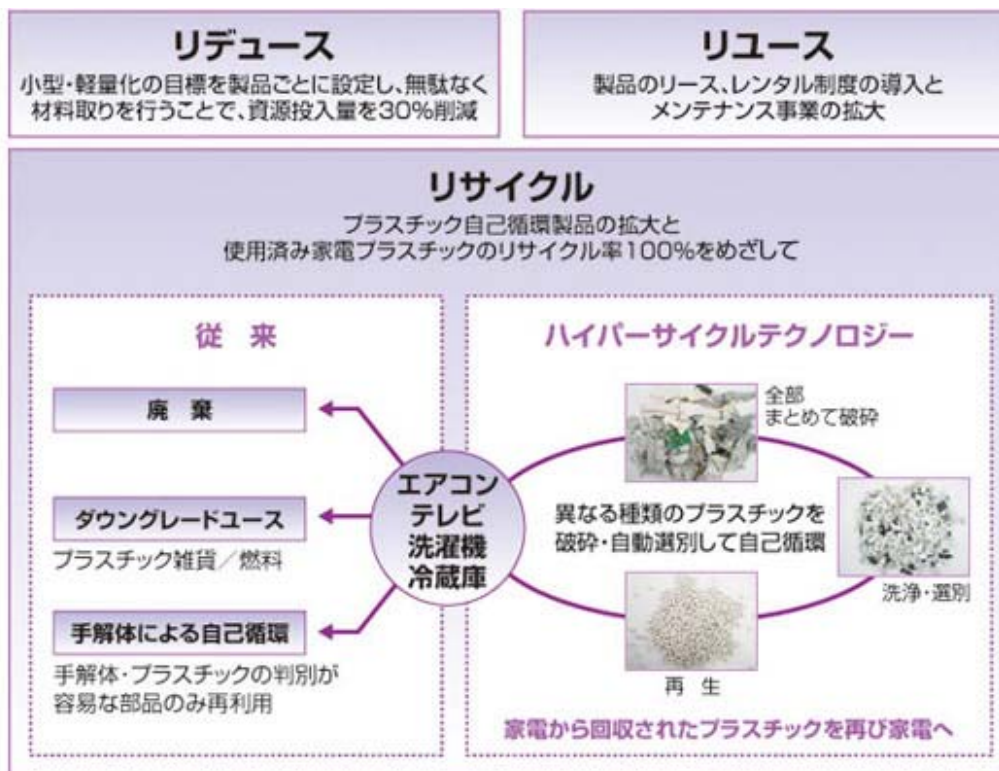 リデュース
小型・軽量化の目標を製品ごとに設定し、無駄なく
材料取りを行うことで、資源投入量を30%削減
リユース
製品のリース、レンタル制度の導入と
メンテナンス事業の拡大
リサイクル
プラスチック自己循環製品の拡大と
使用済み家電プラスチックのリサイクル率100%をめざして
従来
廃棄
ダウングレードユース
プラスチック雑貨／燃料
手解体による自己循環
手解体・プラスチックの判別が
容易な部品のみ再利用
エアコン
テレビ
洗濯機
冷蔵庫
ハイパーサイクルテクノロジー
全部
まとめて破砕
異なる種類のプラスチックを
破砕・自動選別して自己循環
洗浄・選別
再生
家電から回収されたプラスチックを再び家電へ